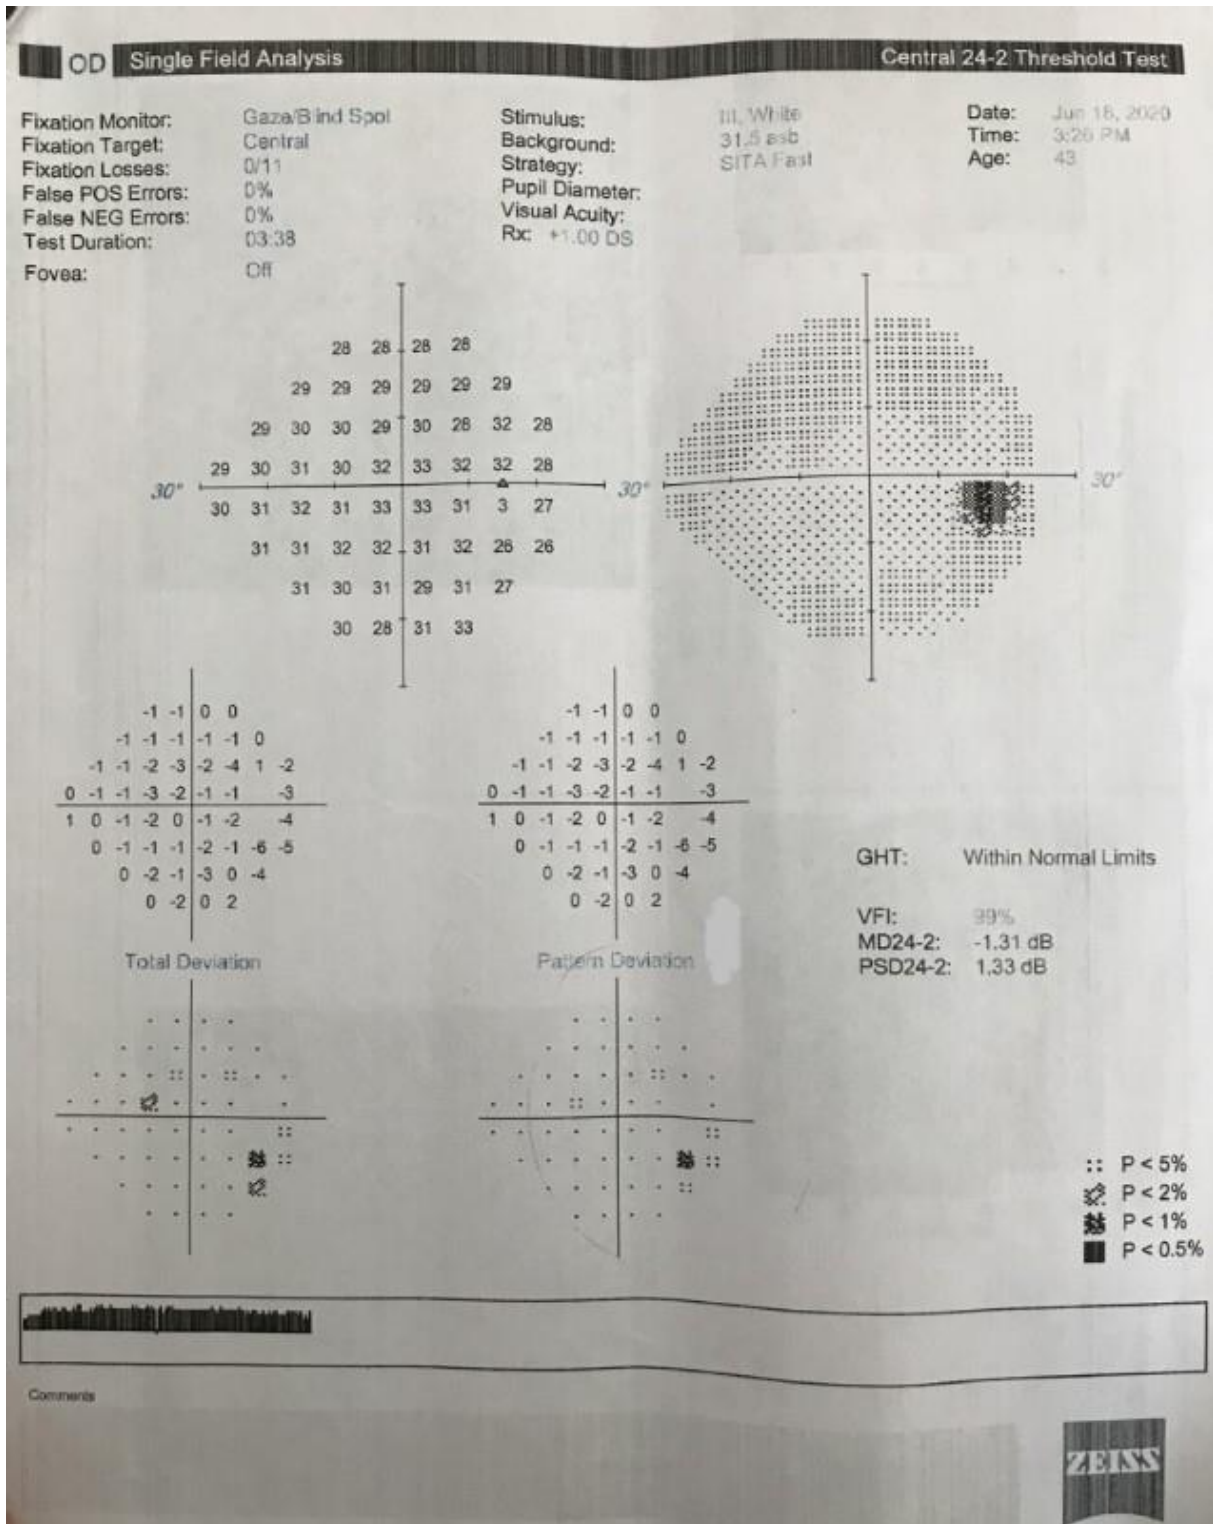 OD Single Field Analysis Central 24-2 Threshold Test
Fixation Monitor: Gaze/Blind Spot
Fixation Target: Central
Fixation Losses: 0/11
False POS Errors: 0%
False NEG Errors: 0%
Test Duration: 03:38
Fovea: Off
Stimulus: III, White
Background: 31.5 asb
Strategy: SITA Fast
Pupil Diameter:
Visual Acuity:
Rx: +1.00 DS
Date: Jun 18, 2020
Time: 3:26 PM
Age: 43
28 28 28 28
29 29 29 29 29 29
29 30 30 29 30 28 32 28
29 30 31 30 32 33 32 32 28
30° 30° 30°
30 31 32 31 33 33 31 3 27
31 31 32 32 31 32 26 26
31 30 31 29 31 27
30 28 31 33
-1 -1 0 0
-1 -1 -1 -1 -1 0
-1 -1 -2 -3 -2 -4 1 -2
0 -1 -1 -3 -2 -1 -1 -3
1 0 -1 -2 0 -1 -2 -4
0 -1 -1 -1 -2 -1 -6 -5
0 -2 -1 -3 0 -4
0 -2 0 2
Total Deviation
-1 -1 0 0
-1 -1 -1 -1 -1 0
-1 -1 -2 -3 -2 -4 1 -2
0 -1 -1 -3 -2 -1 -1 -3
1 0 -1 -2 0 -1 -2 -4
0 -1 -1 -1 -2 -1 -6 -5
0 -2 -1 -3 0 -4
0 -2 0 2
Pattern Deviation
GHT: Within Normal Limits
VFI: 99%
MD24-2: -1.31 dB
PSD24-2: 1.33 dB
P < 5%
P < 2%
P < 1%
P < 0.5%
Comments
ZEISS